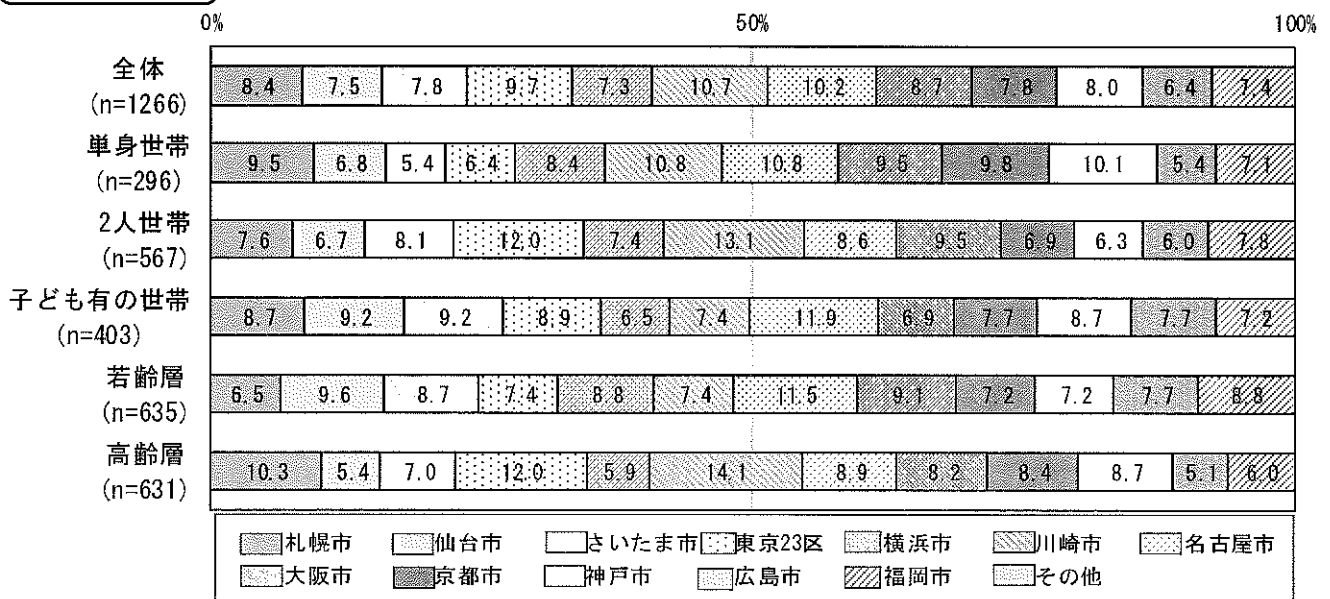 0% 50% 100%
全体 8.4 7.5 7.8 9.7 7.3 10.7 10.2 8.7 7.8 8.0 6.4 7.4
(n=1266)
単身世帯 9.5 6.8 5.4 6.4 8.4 10.8 10.8 9.5 9.8 10.1 5.4 7.1
(n=296)
2人世帯 7.6 6.7 8.1 12.0 7.4 13.1 8.6 9.5 6.9 6.3 6.0 7.8
(n=567)
子ども有の世帯 8.7 9.2 9.2 8.9 6.5 7.4 11.9 6.9 7.7 8.7 7.7 7.2
(n=403)
若齢層 6.5 9.6 8.7 7.4 8.8 7.4 11.5 9.1 7.2 7.2 7.7 8.8
(n=635)
高齢層 10.3 5.4 7.0 12.0 5.9 14.1 8.9 8.2 8.4 8.7 5.1 6.0
(n=631)
札幌市 仙台市 さいたま市 東京23区 横浜市 川崎市 名古屋市
大阪市 京都市 神戸市 広島市 福岡市 その他